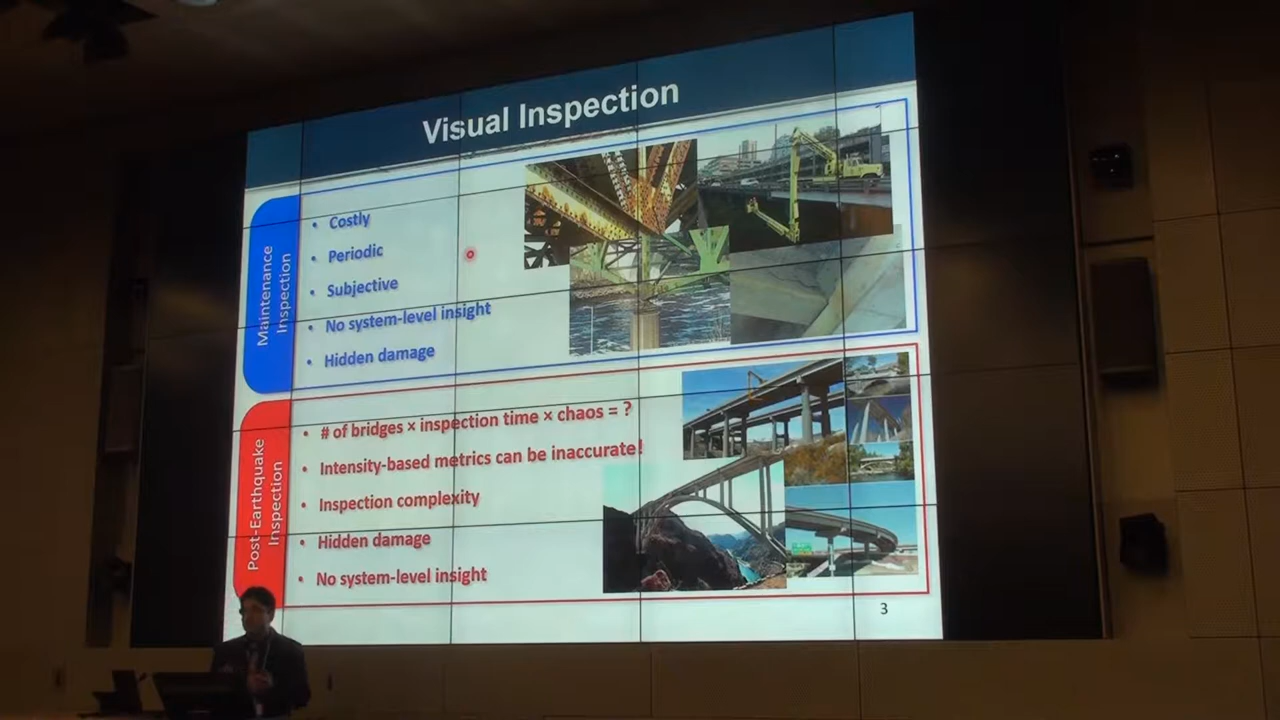 Visual Inspection
Maintenance
Inspection
• Costly
• Periodic
• Subjective
• No system-level insight
• Hidden damage
Post-Earthquake
Inspection
• # of bridges × inspection time × chaos = ?
• Intensity-based metrics can be inaccurate!
• Inspection complexity
• Hidden damage
• No system-level insight
3